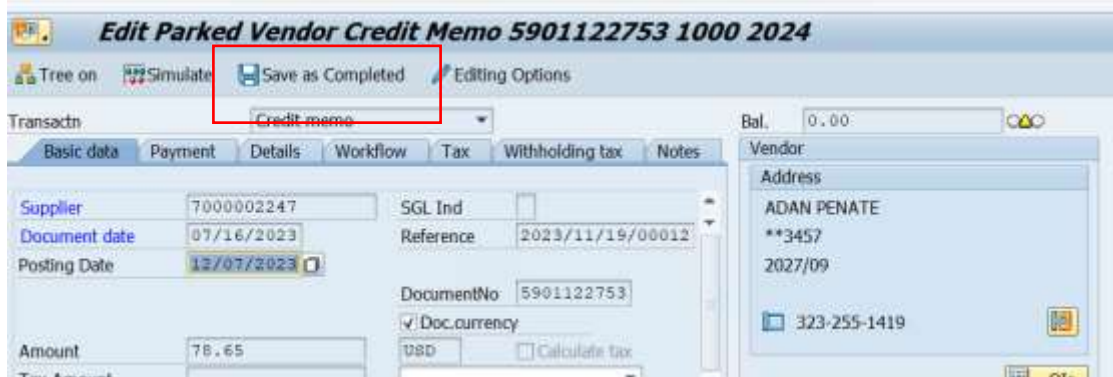 Edit Parked Vendor Credit Memo 5901122753 1000 2024
Tree on Simulate Save as Completed Editing Options
Transactn Credit memo Bal. 0.00
Basic data Payment Details Workflow Tax Withholding tax Notes Vendor
Address
Supplier 7000002247 SGL Ind ADAN PENATE
Document date 07/16/2023 Reference 2023/11/19/00012 **3457
Posting Date 12/07/2023 2027/09
DocumentNo 5901122753
Doc.currency 323-255-1419
Amount 78.65 USD Calculate tax
Tax Amount OIs